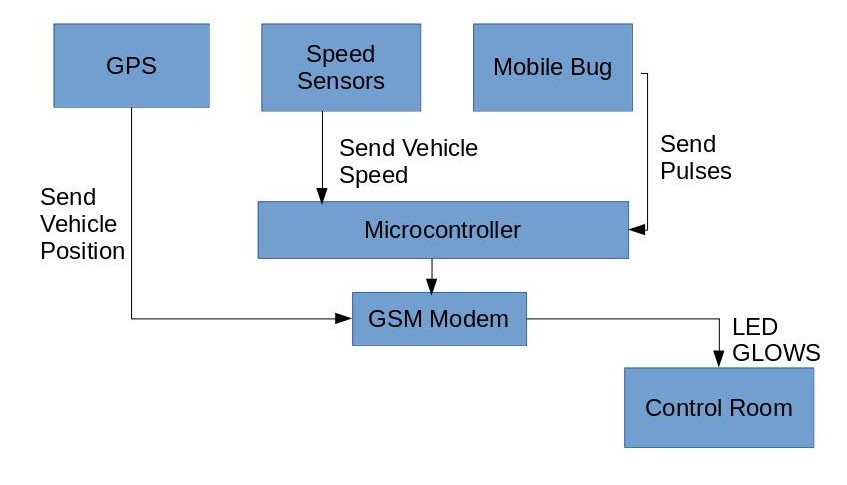 GPS
Speed
Sensors
Mobile Bug
Send Vehicle
Speed
Send
Pulses
Send
Vehicle
Position
Microcontroller
GSM Modem
LED
GLOWS
Control Room